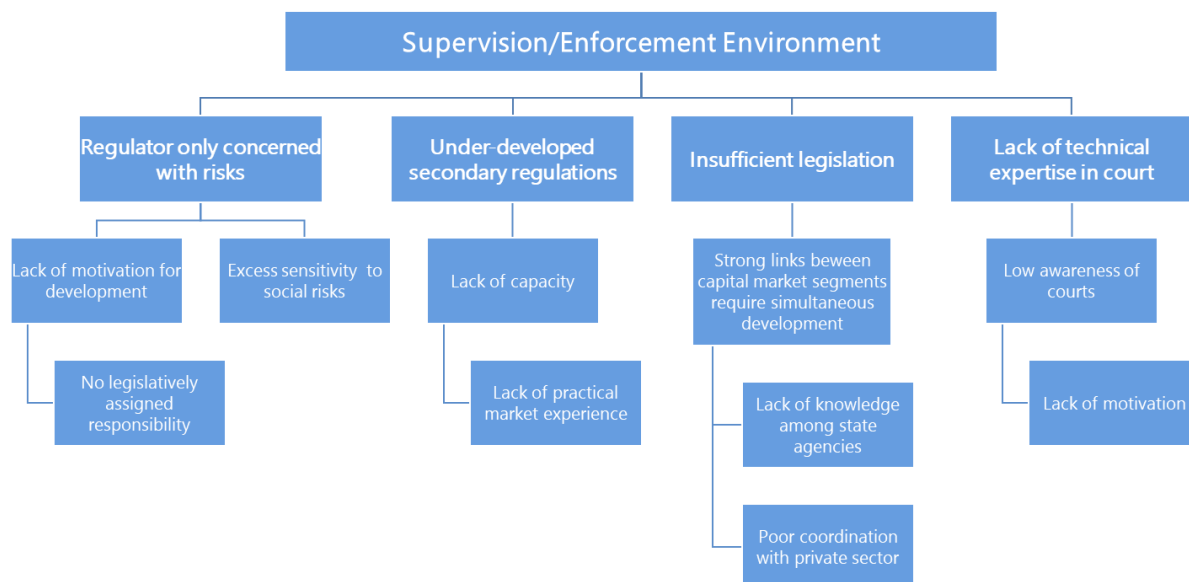 Supervision/Enforcement Environment
Regulator only concerned
with risks
Under-developed
secondary regulations
Insufficient legislation
Lack of technical
expertise in court
Lack of motivation for
development
Excess sensitivity to
social risks
Lack of capacity
Strong links beween
capital market segments
require simultaneous
development
Low awareness of
courts
No legislatively
assigned
responsibility
Lack of practical
market experience
Lack of knowledge
among state
agencies
Lack of motivation
Poor coordination
with private sector